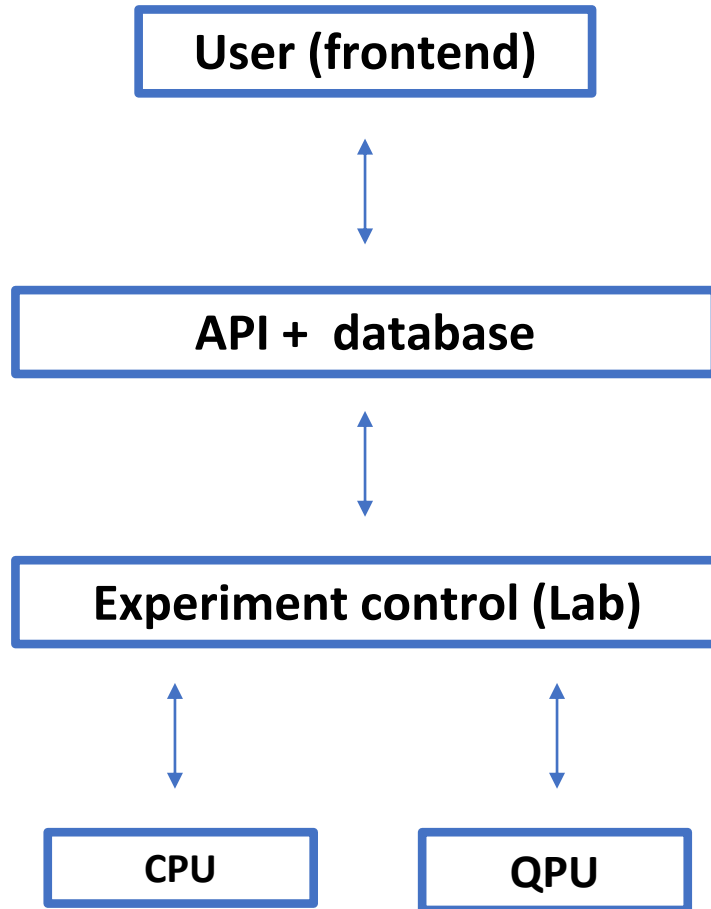 User (frontend)
API + database
Experiment control (Lab)
CPU
QPU